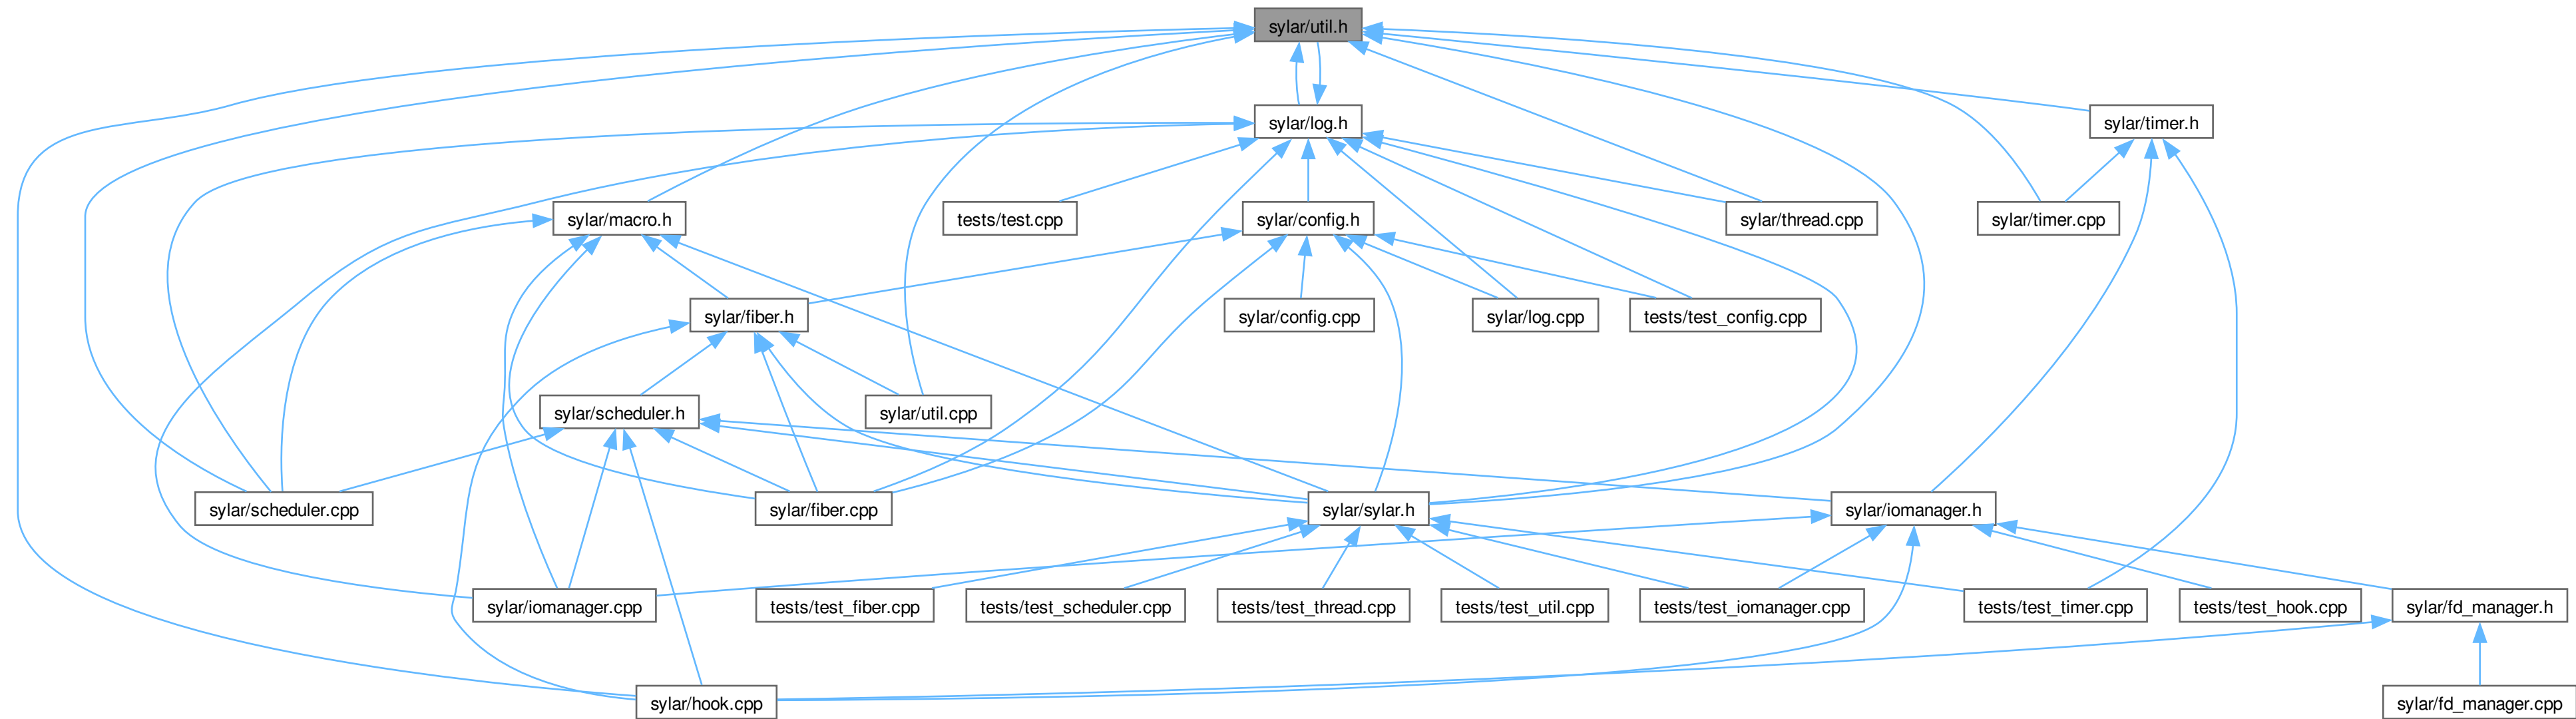 sylar/util.h
sylar/log.h
sylar/timer.h
sylar/macro.h
tests/test.cpp
sylar/config.h
sylar/thread.cpp
sylar/timer.cpp
sylar/fiber.h
sylar/config.cpp
sylar/log.cpp
tests/test_config.cpp
sylar/scheduler.h
sylar/util.cpp
sylar/scheduler.cpp
sylar/fiber.cpp
sylar/sylar.h
sylar/iomanager.h
sylar/iomanager.cpp
tests/test_fiber.cpp
tests/test_scheduler.cpp
tests/test_thread.cpp
tests/test_util.cpp
tests/test_iomanager.cpp
tests/test_timer.cpp
tests/test_hook.cpp
sylar/fd_manager.h
sylar/hook.cpp
sylar/fd_manager.cpp